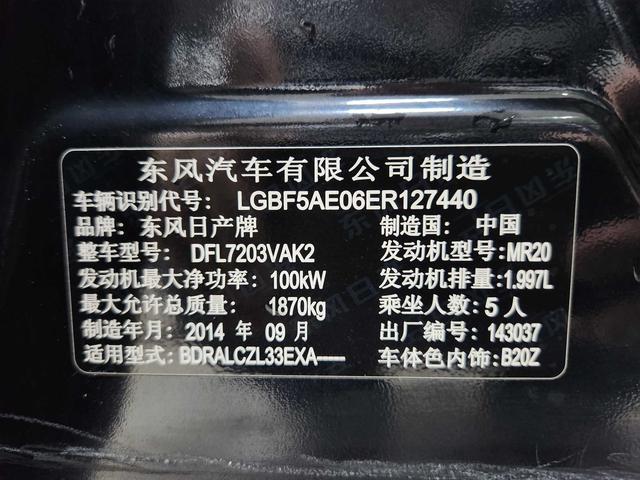 东风汽车有限公司制造
车辆识别代号: LGBF5AE06ER127440
品牌: 东风日产牌 制造国: 中国
整车型号: DFL7203VAK2 发动机型号: MR20
发动机最大净功率: 100kW 发动机排量: 1.997L
最大允许总质量: 1870kg 乘坐人数: 5人
制造年月: 2014 年 09 月 出厂编号: 143037
适用型式: BDRALCZL33EXA----- 车体色内饰: B20Z